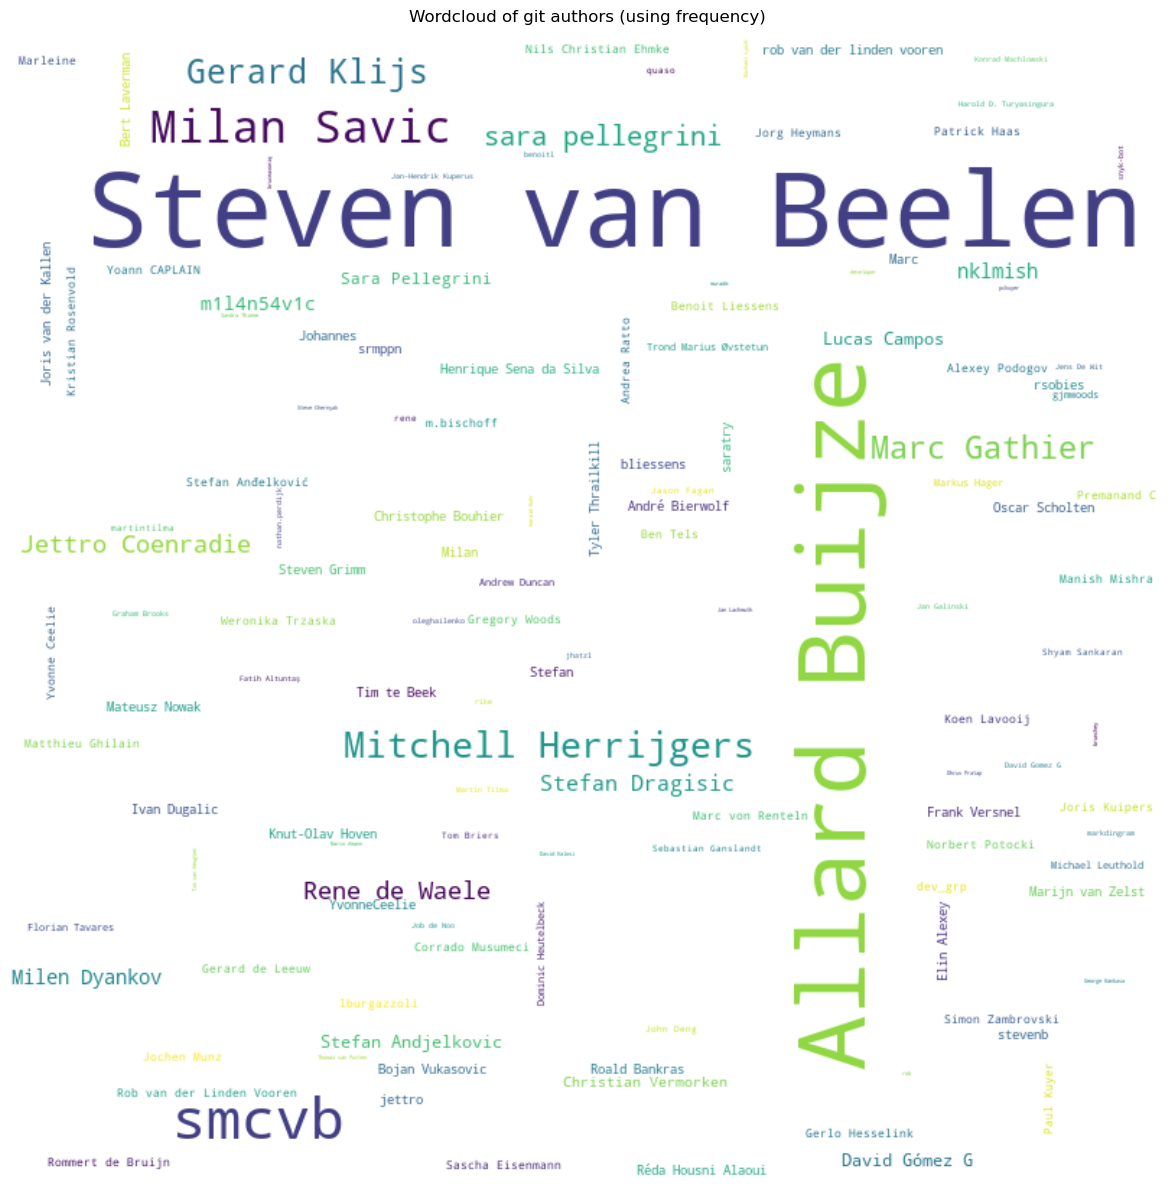 Wordcloud of git authors (using frequency)
Nils Christian Ehmke
rob van der linden vooren
Marleine
Konrad Wachlowski
Gerard Klijs
quaso
Bert Laverman
Harold D. Turyasingura
Milan Savic
sara pellegrini
Jorg Heymans
Patrick Haas
benoitl
snyk-bot
Jan-Hendrik Kuperus
Steven van Beelen
Marc
Yoann CAPLAIN
Sara Pellegrini
nklmish
developer
Joris van der Kallen
Kristian Rosenvold
m1l4n54v1c
Benoit Liessens
Johannes
srmppn
Andrea Ratto
Trond Marius Øvstetun
Lucas Campos
Henrique Sena da Silva
Alexey Podogov
Jens De Wit
rsobies
gjmwoods
Steve Chernyak
rene
m.bischoff
saratry
Marc Gathier
bliessens
Tyler Thrailkill
Stefan Anđelković
Jason Fagan
Markus Hager
Premanand C
André Bierwolf
Oscar Scholten
Christophe Bouhier
nathan.perdijk
martintilma
Ben Tels
Jettro Coenradie
Milan
Steven Grimm
Andrew Duncan
Manish Mishra
Jan Galinski
Graham Brooks
Weronika Trzaska
oleghailenko
Gregory Woods
Yvonne Ceelie
Shyam Sankaran
jhatzl
Stefan
Fatih Altuntaş
Tim te Beek
Allard Buijze
Mateusz Nowak
Koen Lavooij
Matthieu Ghilain
Mitchell Herrijgers
David Gomez G
Stefan Dragisic
Martin Tilma
Ivan Dugalic
Marc von Renteln
Frank Versnel
Joris Kuipers
Knut-Olav Hoven
Tom Briers
markdingram
Sebastian Ganslandt
Norbert Potocki
Michael Leuthold
Rene de Waele
dev_grp
Marijn van Zelst
YvonneCeelie
Florian Tavares
Job de Noo
Elin Alexey
Dominic Heutelbeck
Corrado Musumeci
Gerard de Leeuw
Milen Dyankov
lburgazzoli
Simon Zambrovski
John Deng
stevenb
Stefan Andjelkovic
Jochen Munz
Bojan Vukasovic
Roald Bankras
Christian Vermorken
Rob van der Linden Vooren
jettro
Paul Kuyer
smcvb
Gerlo Hesselink
Rommert de Bruijn
Sascha Eisenmann
Réda Housni Alaoui
David Gómez G